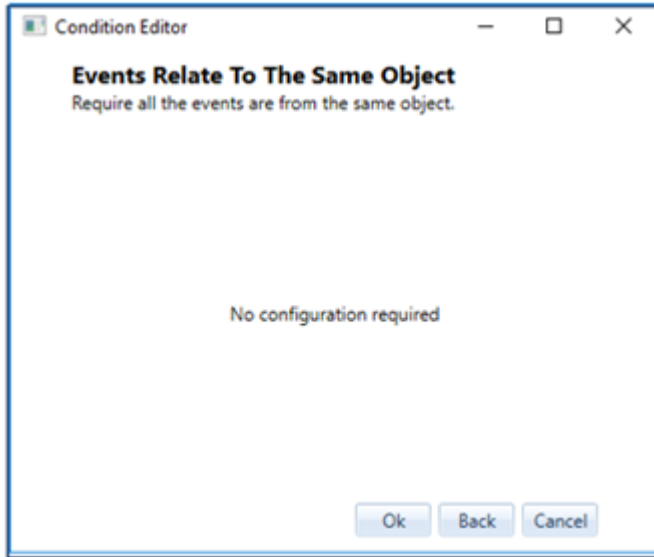 Condition Editor
Events Relate To The Same Object
Require all the events are from the same object.
No configuration required
Ok Back Cancel